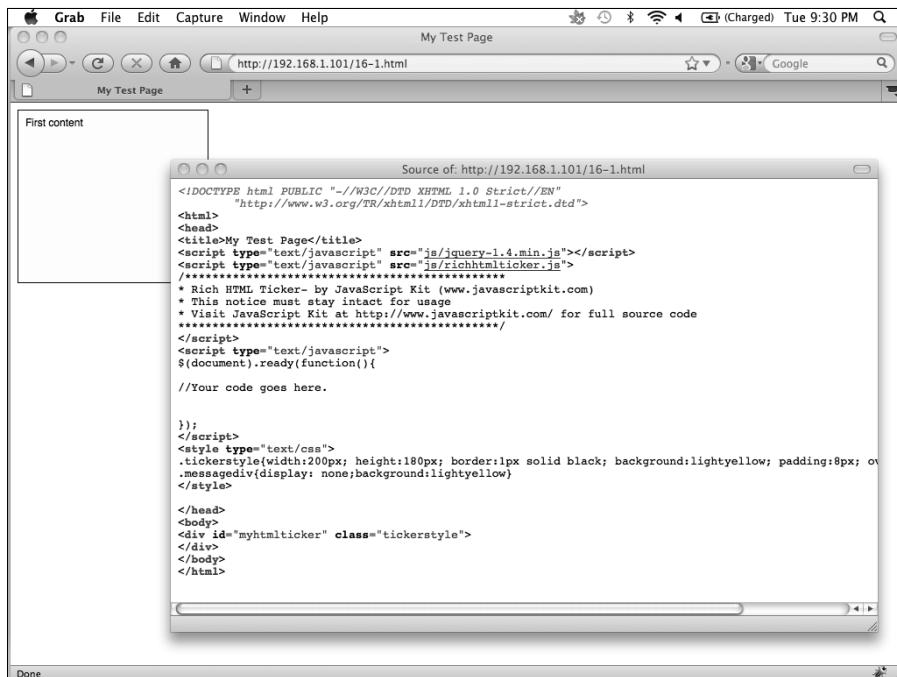 Grab File Edit Capture Window Help (Charged) Tue 9:30 PM
My Test Page
http://192.168.1.101/16-1.html Google
My Test Page +
First content
Source of: http://192.168.1.101/16-1.html
<!DOCTYPE html PUBLIC "-//W3C//DTD XHTML 1.0 Strict//EN"
"http://www.w3.org/TR/xhtml1/DTD/xhtml1-strict.dtd">
<html>
<head>
<title>My Test Page</title>
<script type="text/javascript" src="js/jquery-1.4.min.js"></script>
<script type="text/javascript" src="js/richhtmlticker.js">
/***********************************************
* Rich HTML Ticker- by JavaScript Kit (www.javascriptkit.com)
* This notice must stay intact for usage
* Visit JavaScript Kit at http://www.javascriptkit.com/ for full source code
***********************************************/
</script>
<script type="text/javascript">
$(document).ready(function(){
//Your code goes here.
});
</script>
<style type="text/css">
.tickerstyle{width:200px; height:180px; border:1px solid black; background:lightyellow; padding:8px; ov
.messagediv{display: none;background:lightyellow}
</style>
</head>
<body>
<div id="myhtmlticker" class="tickerstyle">
</div>
</body>
</html>
Done